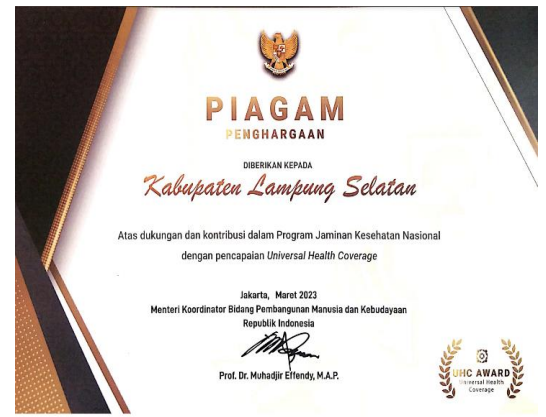 PIAGAM
PENGHARGAAN
DIBERIKAN KEPADA
Kabupaten Lampung Selatan
Atas dukungan dan kontribusi dalam Program Jaminan Kesehatan Nasional
dengan pencapaian Universal Health Coverage
Jakarta, Maret 2023
Menteri Koordinator Bidang Pembangunan Manusia dan Kebudayaan
Republik Indonesia
Prof. Dr. Muhadjir Effendy, M.A.P.
UHC AWARD
Universal Health
Coverage